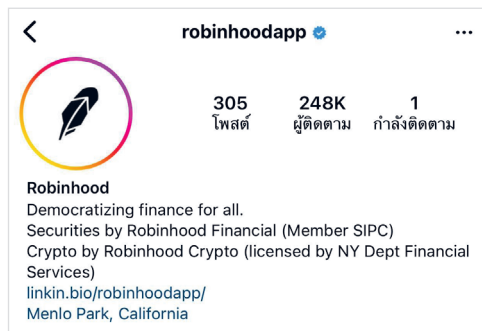 robinhoodapp
305 248K 1
โพสต์ ผู้ติดตาม กำลังติดตาม
Robinhood
Democratizing finance for all.
Securities by Robinhood Financial (Member SIPC)
Crypto by Robinhood Crypto (licensed by NY Dept Financial
Services)
linkin.bio/robinhoodapp/
Menlo Park, California